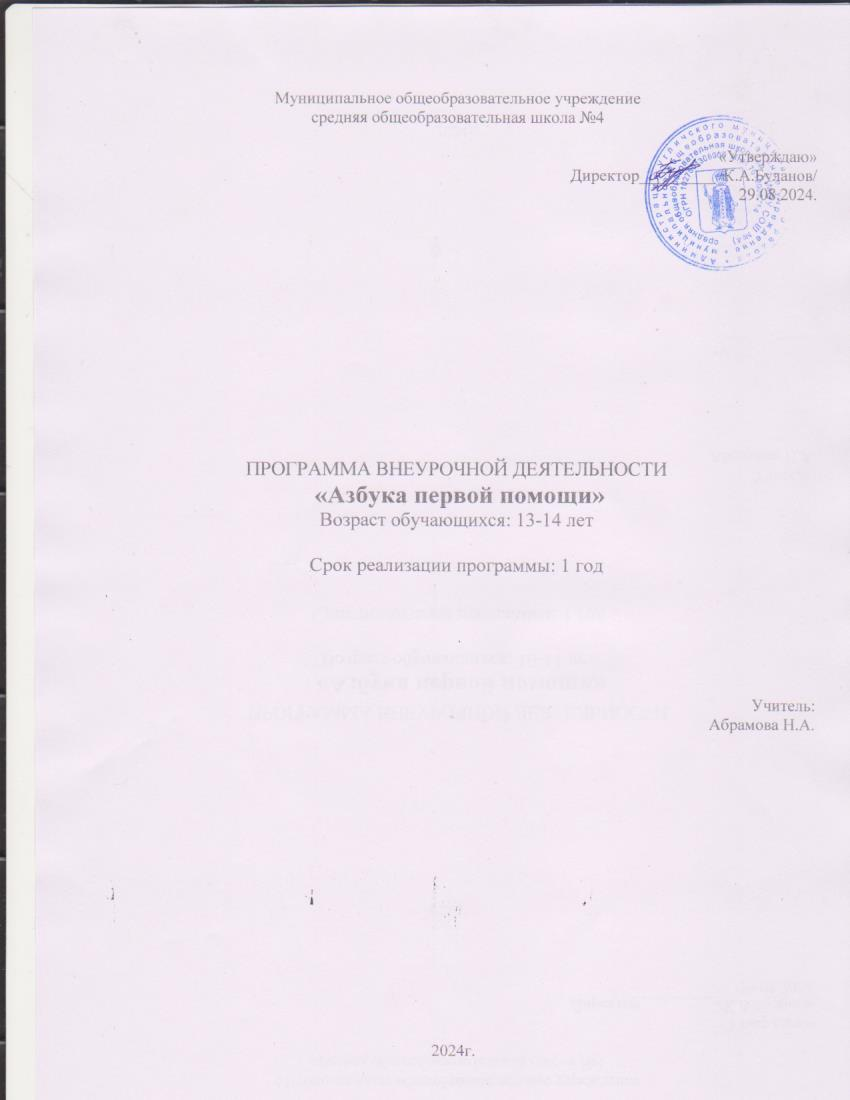 Муниципальное общеобразовательное учреждение
средняя общеобразовательная школа №4
«Утверждаю»
Директор /К.А.Буланов/
29.08.2024.
ПРОГРАММА ВНЕУРОЧНОЙ ДЕЯТЕЛЬНОСТИ
«Азбука первой помощи»
Возраст обучающихся: 13-14 лет
Срок реализации программы: 1 год
Учитель:
Абрамова Н.А.
2024г.